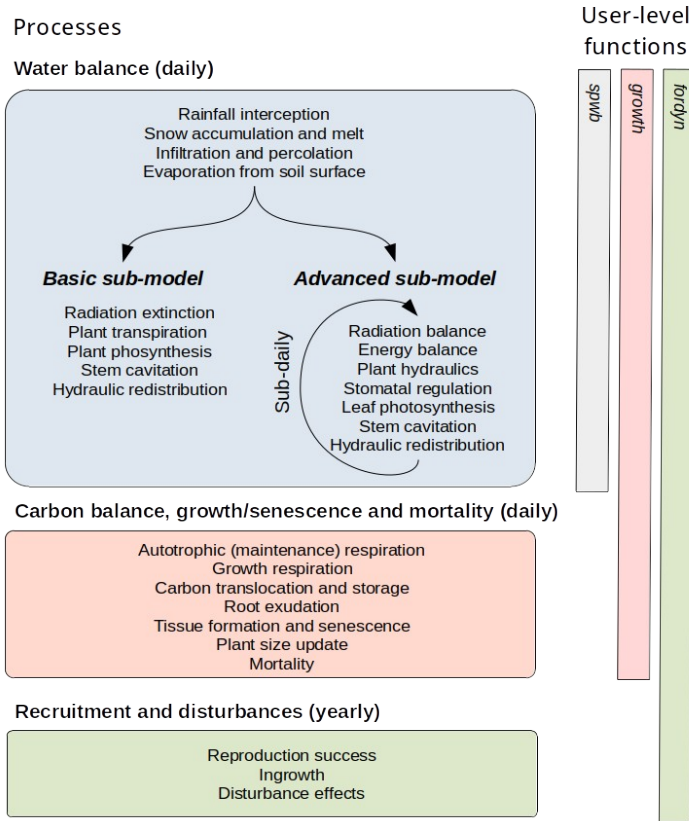 Processes
User-level
functions
Water balance (daily)
spwb
growth
fordyn
Rainfall interception
Snow accumulation and melt
Infiltration and percolation
Evaporation from soil surface
Basic sub-model
Radiation extinction
Plant transpiration
Plant phosynthesis
Stem cavitation
Hydraulic redistribution
Advanced sub-model
Sub-daily
Radiation balance
Energy balance
Plant hydraulics
Stomatal regulation
Leaf photosynthesis
Stem cavitation
Hydraulic redistribution
Carbon balance, growth/senescence and mortality (daily)
Autotrophic (maintenance) respiration
Growth respiration
Carbon translocation and storage
Root exudation
Tissue formation and senescence
Plant size update
Mortality
Recruitment and disturbances (yearly)
Reproduction success
Ingrowth
Disturbance effects